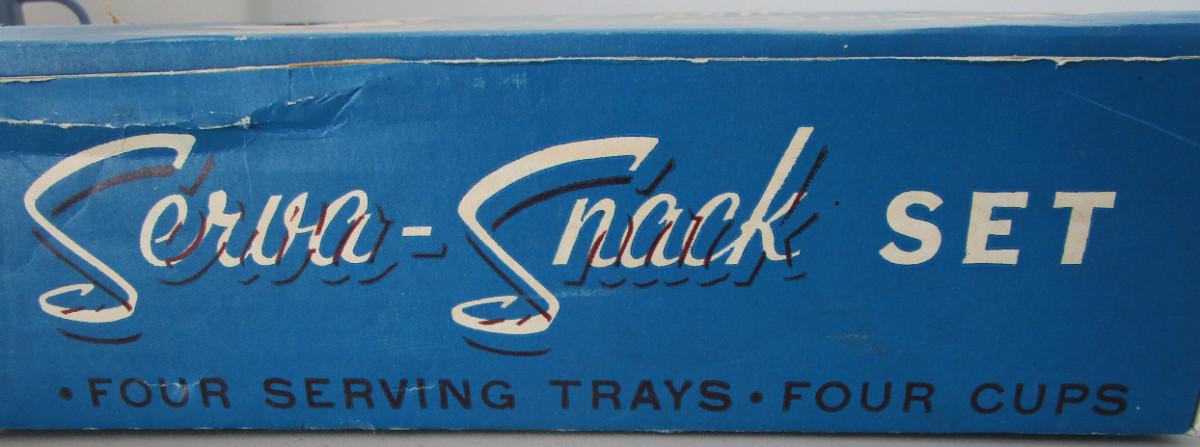 Serva-Snack SET
• FOUR SERVING TRAYS • FOUR CUPS